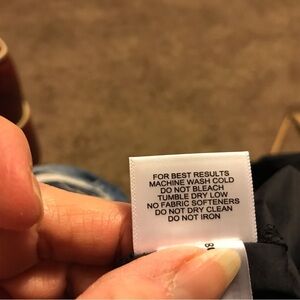 FOR BEST RESULTS
MACHINE WASH COLD
DO NOT BLEACH
TUMBLE DRY LOW
NO FABRIC SOFTENERS
DO NOT DRY CLEAN
DO NOT IRON